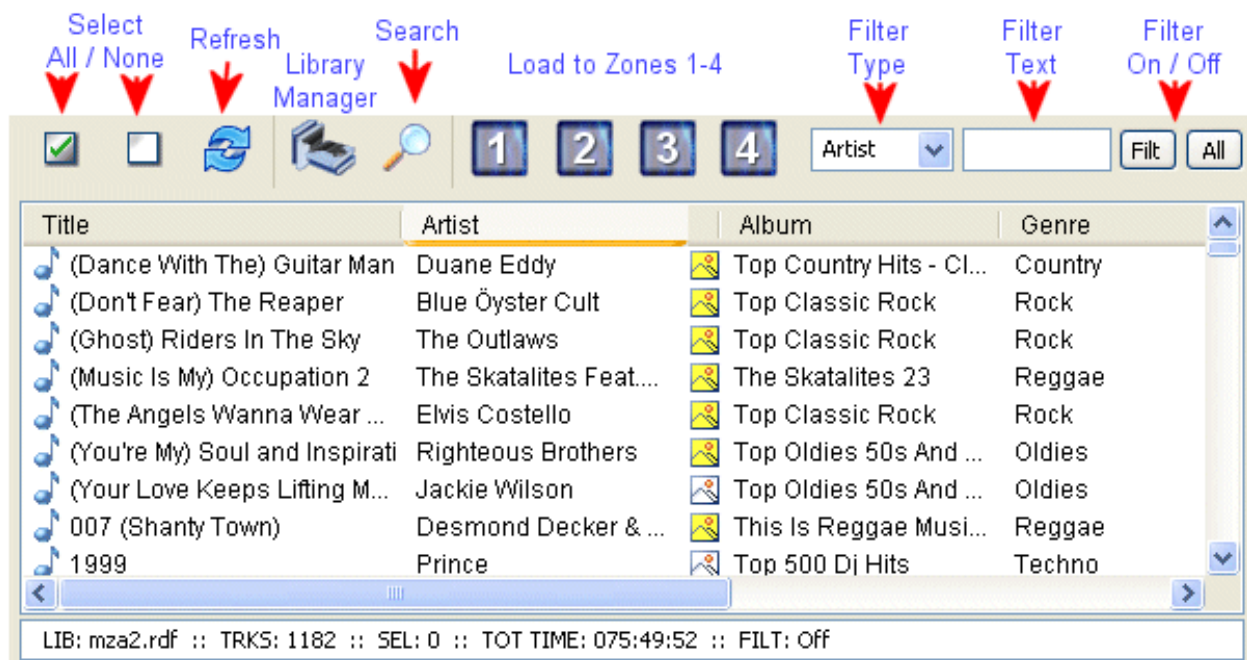 Select All / None
Refresh
Library Manager
Search
Load to Zones 1-4
Filter Type
Filter Text
Filter On / Off
1 2 3 4 Artist Filt All
Title Artist Album Genre
(Dance With The) Guitar Man Duane Eddy Top Country Hits - Cl... Country
(Don't Fear) The Reaper Blue Öyster Cult Top Classic Rock Rock
(Ghost) Riders In The Sky The Outlaws Top Classic Rock Rock
(Music Is My) Occupation 2 The Skatalites Feat.... The Skatalites 23 Reggae
(The Angels Wanna Wear ... Elvis Costello Top Classic Rock Rock
(You're My) Soul and Inspirati Righteous Brothers Top Oldies 50s And ... Oldies
(Your Love Keeps Lifting M... Jackie Wilson Top Oldies 50s And ... Oldies
007 (Shanty Town) Desmond Decker & ... This Is Reggae Musi... Reggae
1999 Prince Top 500 Dj Hits Techno
LIB: mza2.rdf :: TRKS: 1182 :: SEL: 0 :: TOT TIME: 075:49:52 :: FILT: Off